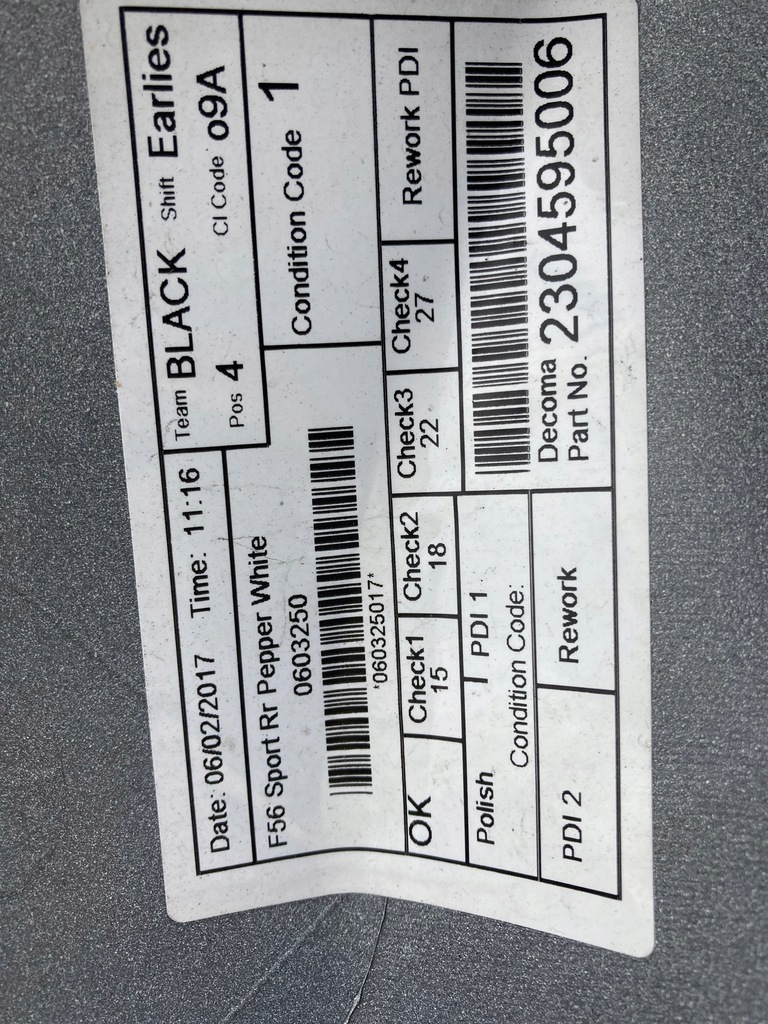 Date: 06/02/2017 Time: 11:16
Team BLACK Shift Earlies
Pos 4 CI Code o9A
F56 Sport Rr Pepper White
0603250
*060325017*
Condition Code 1
OK
Check1
15
Check2
18
Check3
22
Check4
27
Rework PDI
Polish
PDI 1
Condition Code:
PDI 2
Rework
Decoma
Part No. 2304595006